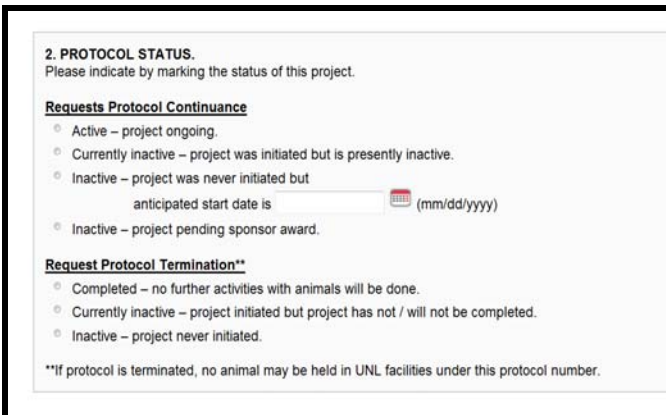 2. PROTOCOL STATUS.
Please indicate by marking the status of this project.
Requests Protocol Continuance
Active – project ongoing.
Currently inactive – project was initiated but is presently inactive.
Inactive – project was never initiated but
anticipated start date is (mm/dd/yyyy)
Inactive – project pending sponsor award.
Request Protocol Termination**
Completed – no further activities with animals will be done.
Currently inactive – project initiated but project has not / will not be completed.
Inactive – project never initiated.
**If protocol is terminated, no animal may be held in UNL facilities under this protocol number.